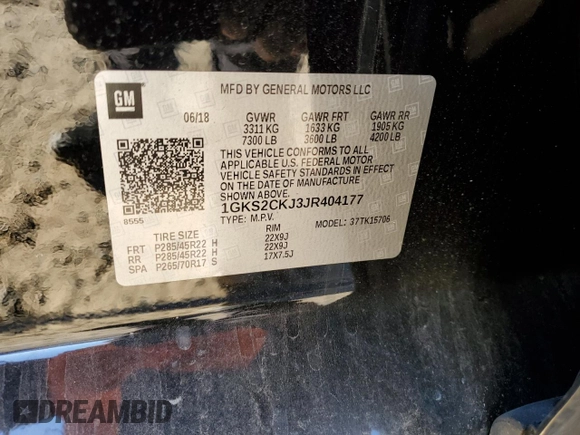 GM
MFD BY GENERAL MOTORS LLC
06/18 GVWR GAWR FRT GAWR RR
3311 KG 1633 KG 1905 KG
7300 LB 3600 LB 4200 LB
THIS VEHICLE CONFORMS TO ALL
APPLICABLE U.S. FEDERAL MOTOR
VEHICLE SAFETY STANDARDS IN
EFFECT ON THE DATE OF MANUFACTURE
SHOWN ABOVE.
8555 1GKS2CKJ3JR404177
TYPE: M.P.V. 37TK15706
TIRE SIZE RIM
FRT P285/45R22 H 22X9J
RR P285/45R22 H 22X9J
SPA P265/70R17 S 17X7.5J
DREAMBID